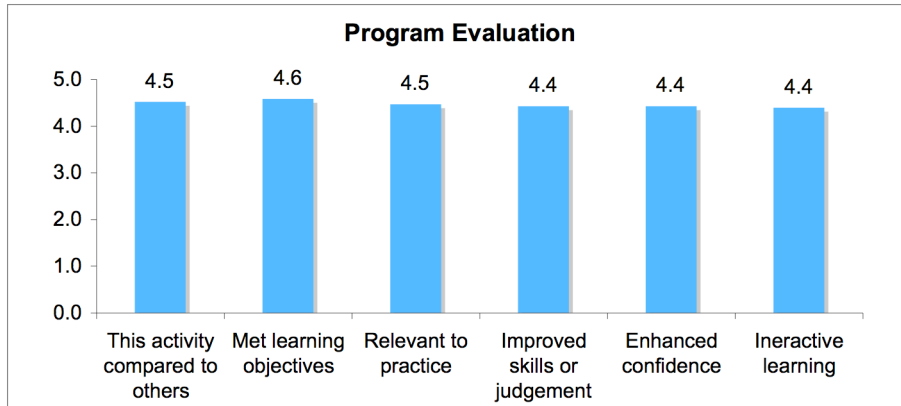 Program Evaluation
5.0
4.0
3.0
2.0
1.0
0.0
4.5
4.6
4.5
4.4
4.4
4.4
This activity
compared to
others
Met learning
objectives
Relevant to
practice
Improved
skills or
judgement
Enhanced
confidence
Ineractive
learning